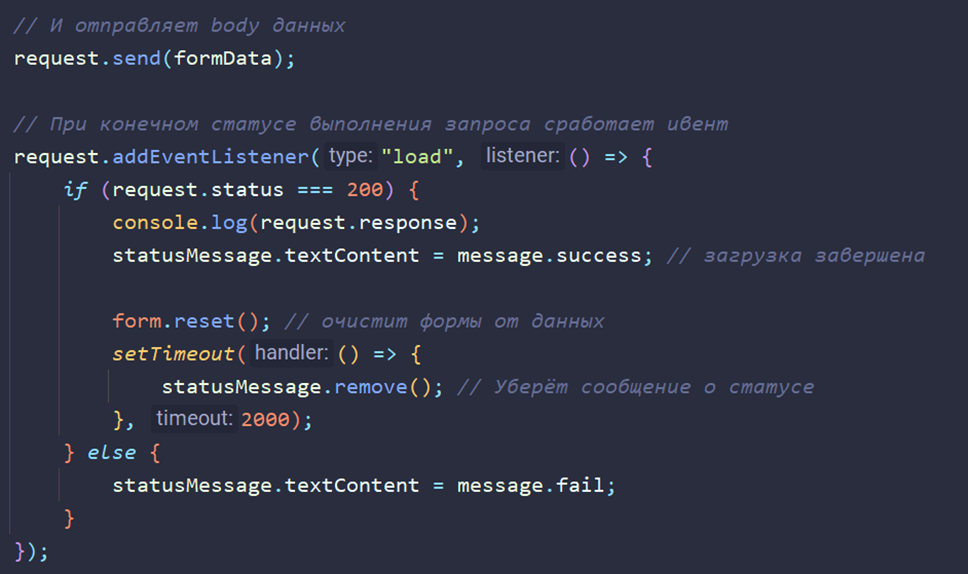 // И отправляет body данных
request.send(formData);
// При конечном статусе выполнения запроса сработает ивент
request.addEventListener( type: "load", listener: () => {
if (request.status === 200) {
console.log(request.response);
statusMessage.textContent = message.success; // загрузка завершена
form.reset(); // очистит формы от данных
setTimeout( handler: () => {
statusMessage.remove(); // Уберёт сообщение о статусе
}, timeout: 2000);
} else {
statusMessage.textContent = message.fail;
}
});